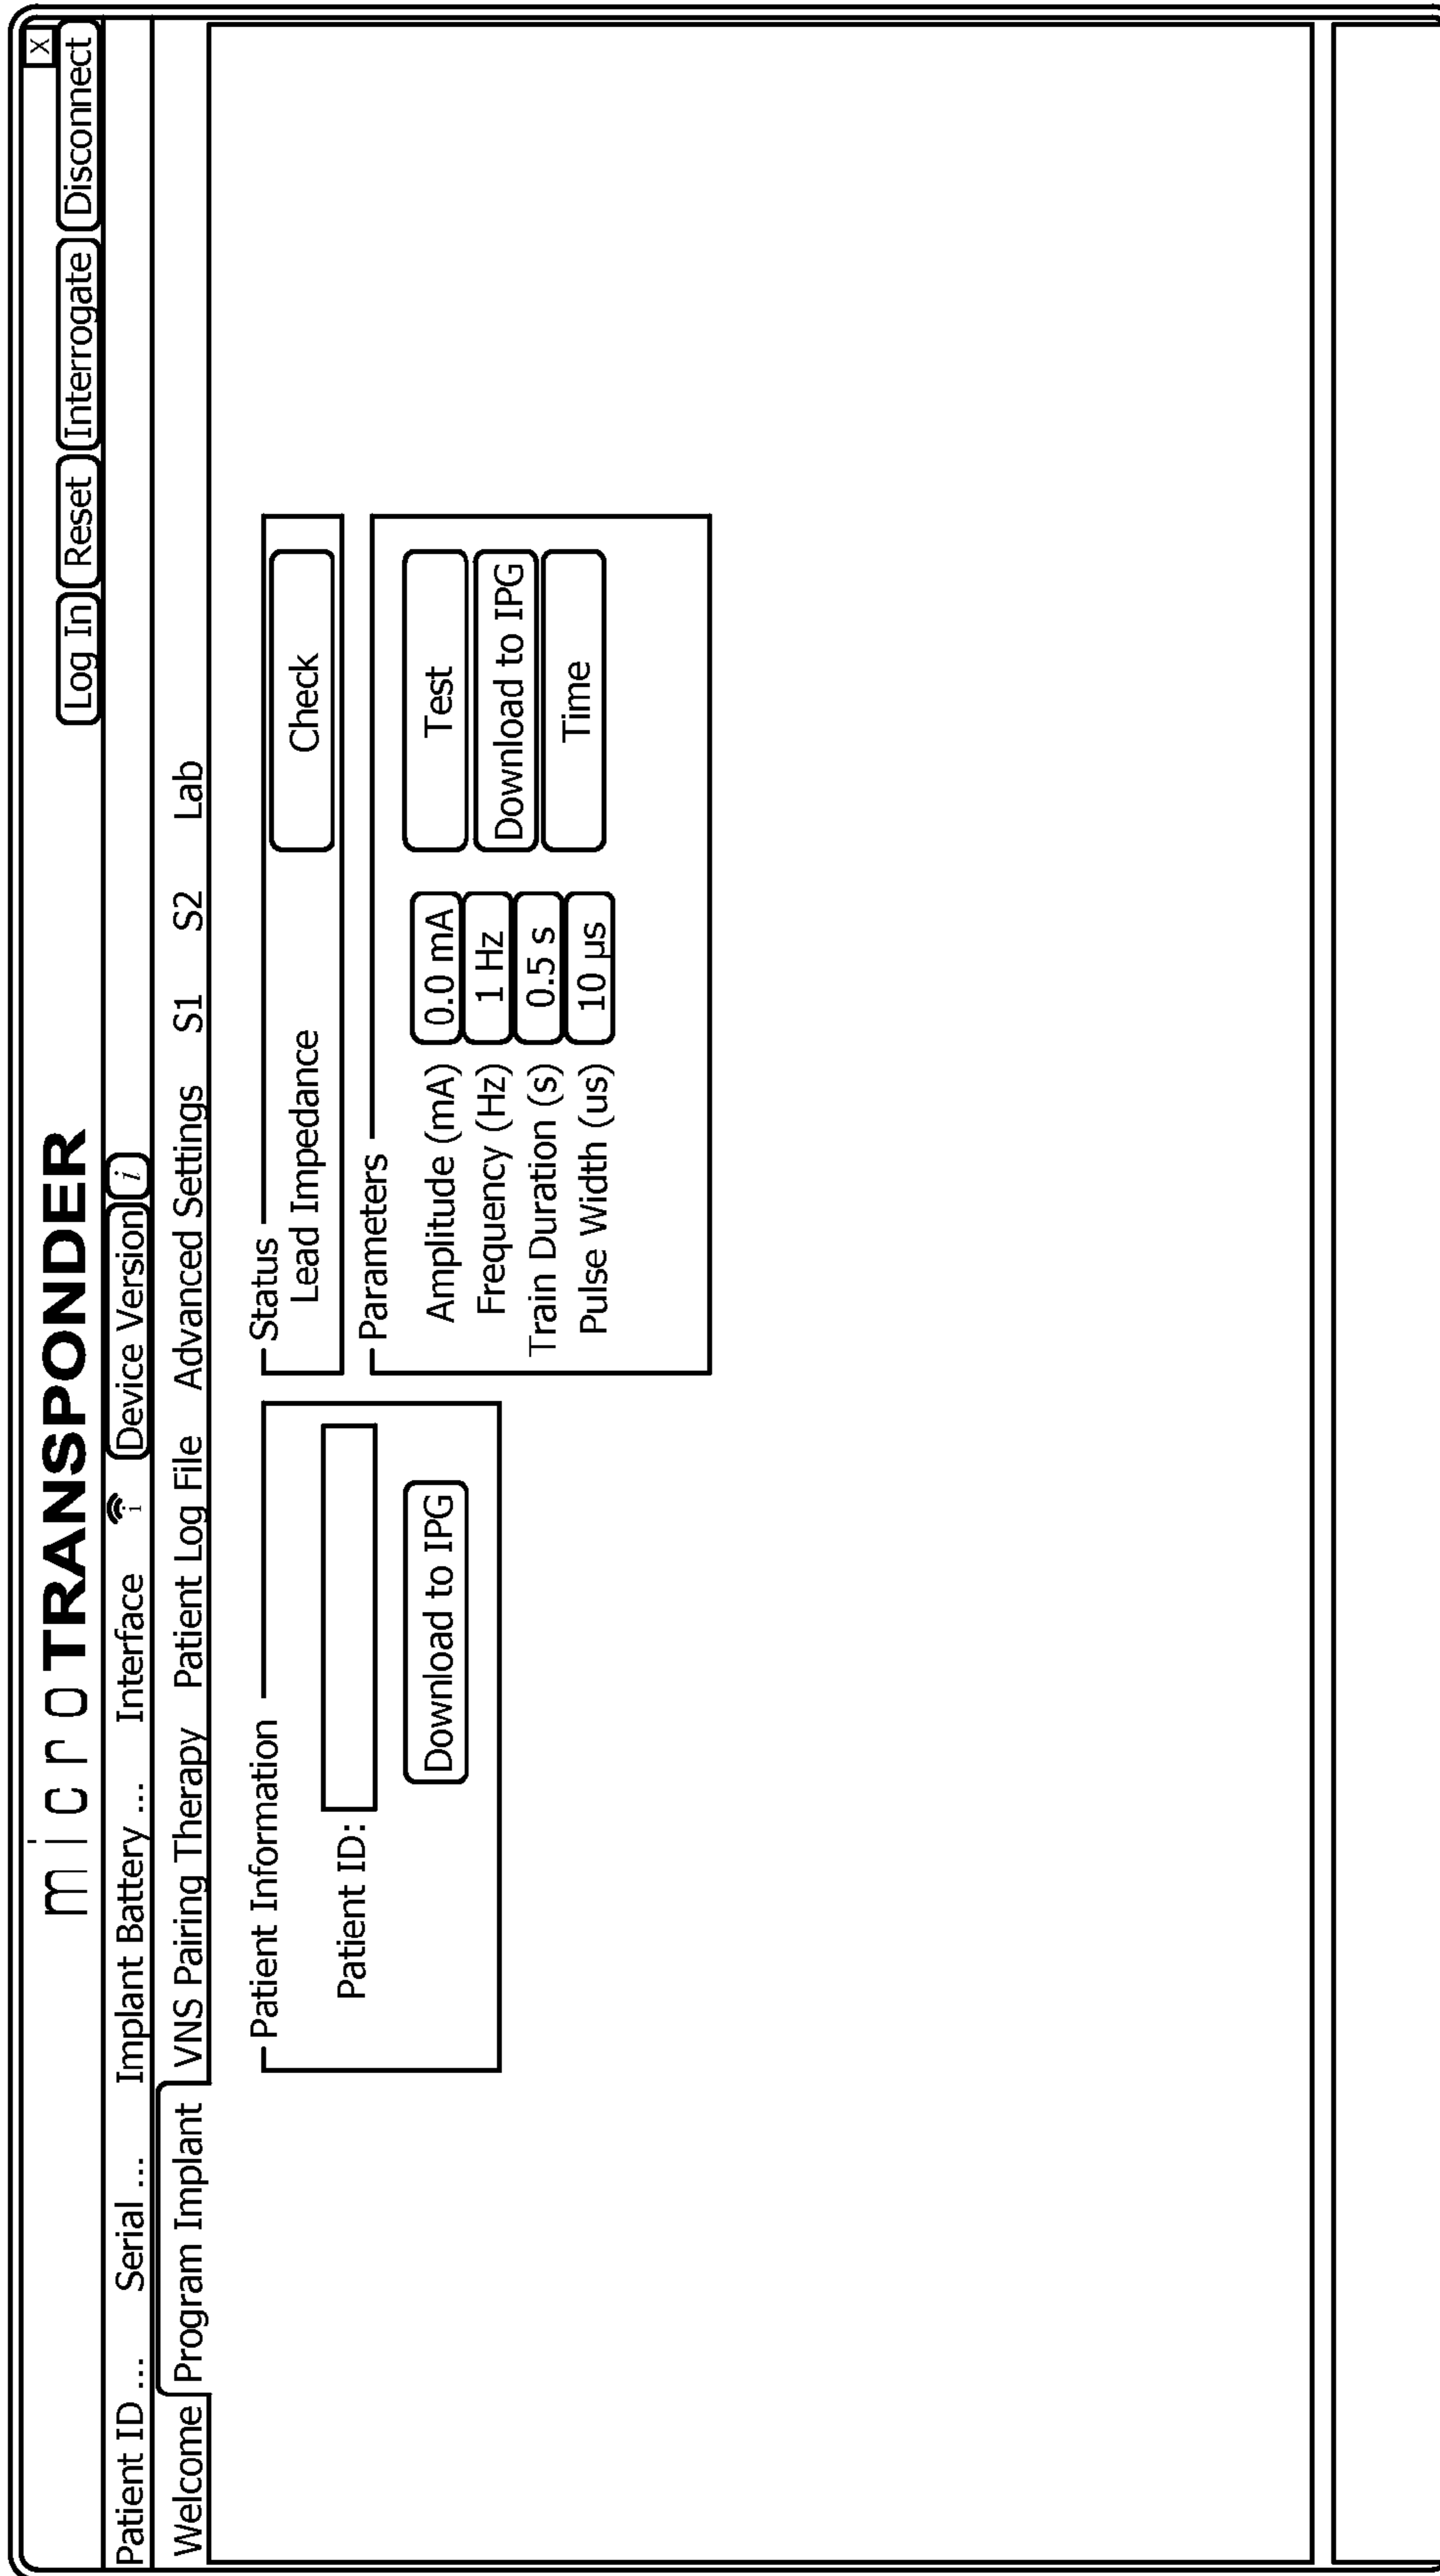 X
microTRANSPONDER
Log In Reset Interrogate Disconnect
Patient ID ... Serial ... Implant Battery ... Interface i Device Version i
Welcome Program Implant VNS Pairing Therapy Patient Log File Advanced Settings S1 S2 Lab
Patient Information
Patient ID:
Download to IPG
Status
Lead Impedance Check
Parameters
Amplitude (mA) 0.0 mA Test
Frequency (Hz) 1 Hz Download to IPG
Train Duration (s) 0.5 s Time
Pulse Width (us) 10 µs